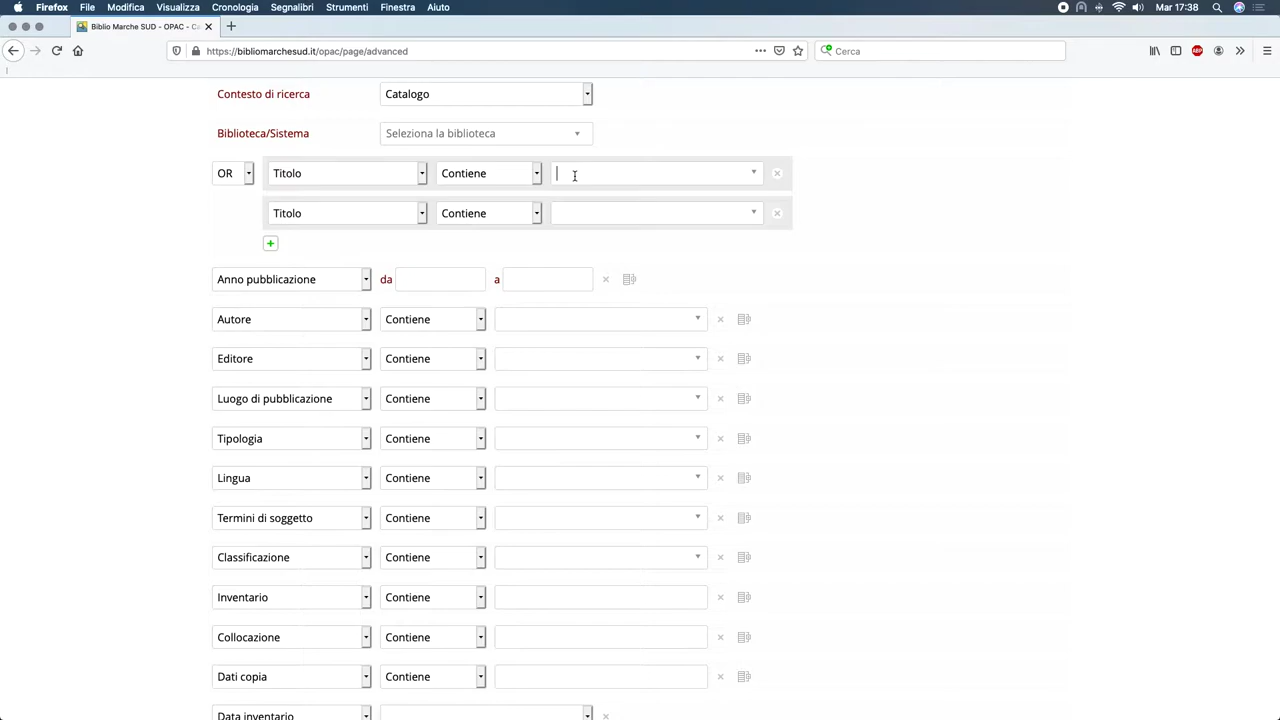 Firefox File Modifica Visualizza Cronologia Segnalibri Strumenti Finestra Aiuto Mar 17:38
Biblio Marche SUD - OPAC - Ca
https://bibliomarchesud.it/opac/page/advanced Cerca ABP
Contesto di ricerca Catalogo
Biblioteca/Sistema Seleziona la biblioteca
OR Titolo Contiene
Titolo Contiene
Anno pubblicazione da a
Autore Contiene
Editore Contiene
Luogo di pubblicazione Contiene
Tipologia Contiene
Lingua Contiene
Termini di soggetto Contiene
Classificazione Contiene
Inventario Contiene
Collocazione Contiene
Dati copia Contiene
Data inventario